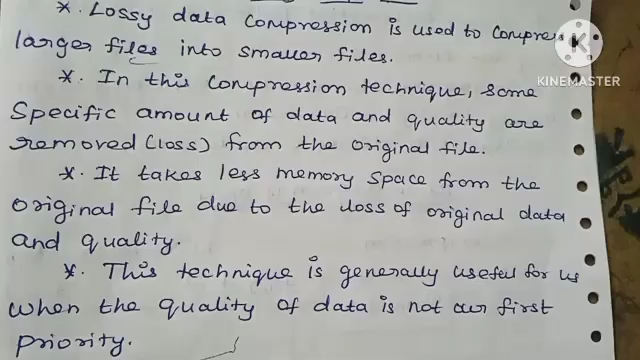 *. Lossy data compression is used to compress
larger files into smaller files.
*. In this compression technique, some
specific amount of data and quality are
removed (loss) from the original file.
*. It takes less memory space from the
original file due to the loss of original data
and quality.
*. This technique is generally useful for us
when the quality of data is not our first
priority.
K
KINEMASTER